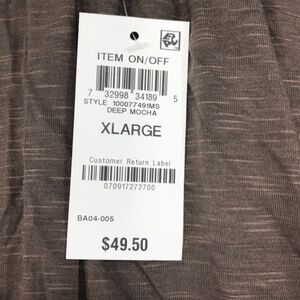 ITEM ON/OFF
7 32998 34189 5
STYLE 100077491MS
DEEP MOCHA
XLARGE
Customer Return Label
070917272700
BA04-005
$49.50